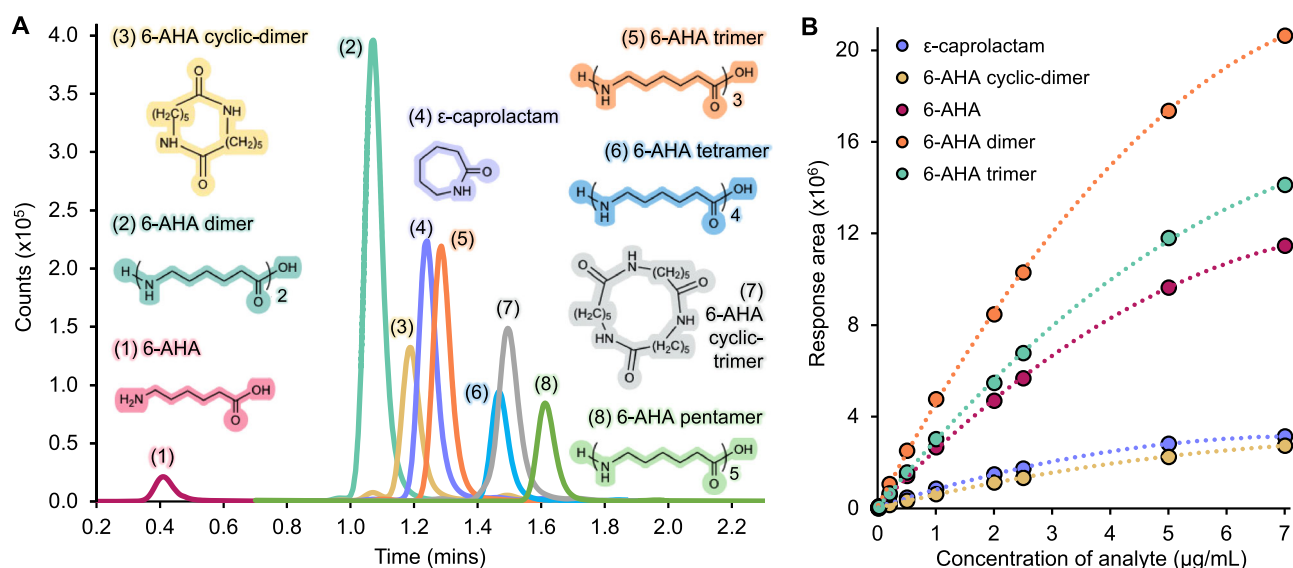 A
(3) 6-AHA cyclic-dimer
O
(H₂C)₅
NH
NH
(CH₂)₅
O
(2) 6-AHA dimer
H
N
H
O
OH
2
(1) 6-AHA
H₂N
OH
O
(1)
(2)
(3)
(4)
(5)
(6)
(7)
(8)
(4) ε-caprolactam
O
NH
(5) 6-AHA trimer
H
N
H
O
OH
3
(6) 6-AHA tetramer
H
N
H
O
OH
4
H
N
O
(CH₂)₅
O
(H₂C)₅
NH
NH
(H₂C)₅
O
(7)
6-AHA
cyclic-
trimer
(8) 6-AHA pentamer
H
N
H
O
OH
5
Counts (x10⁵)
4.0
3.5
3.0
2.5
2.0
1.5
1.0
0.5
0.0
0.2 0.4 0.6 0.8 1.0 1.2 1.4 1.6 1.8 2.0 2.2
Time (mins)
B
ε-caprolactam
6-AHA cyclic-dimer
6-AHA
6-AHA dimer
6-AHA trimer
Response area (x10⁶)
20
16
12
8
4
0
0 1 2 3 4 5 6 7
Concentration of analyte (μg/mL)